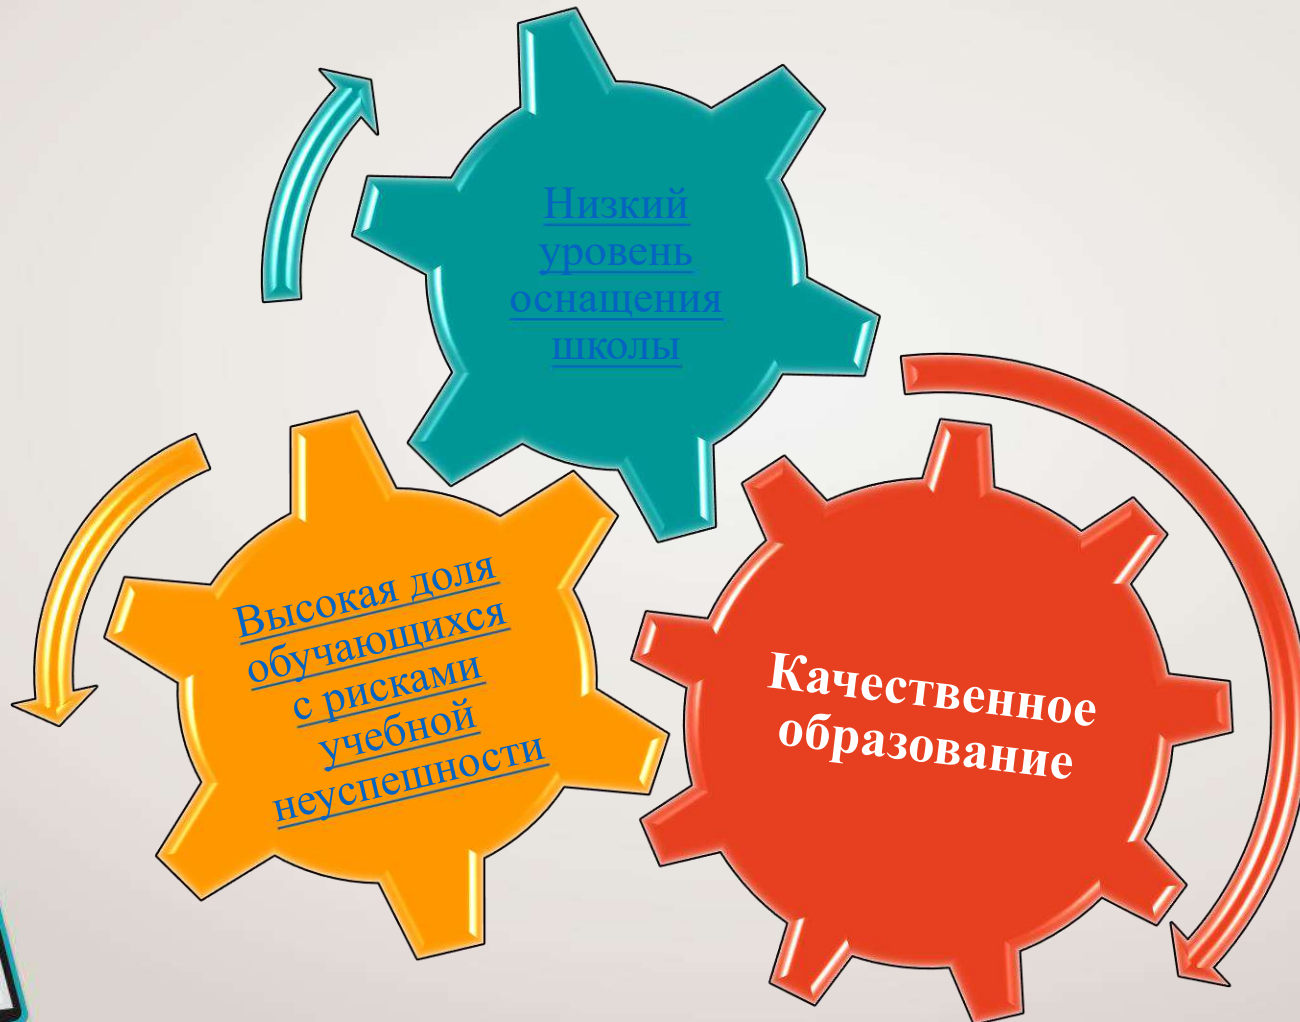 Низкий
уровень
оснащения
школы
Высокая доля
обучающихся
с рисками
учебной
неуспешности
Качественное
образование